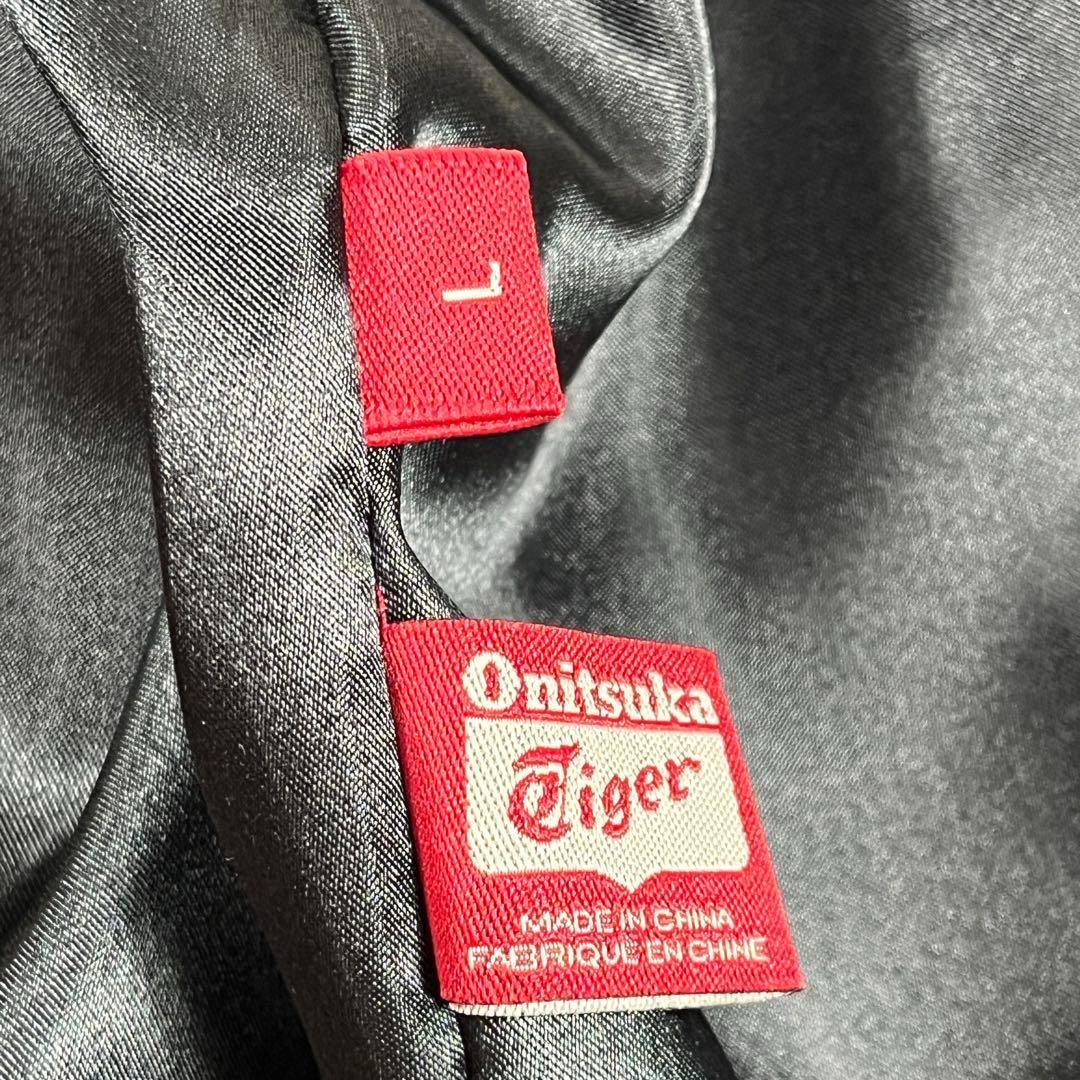 L
Onitsuka
Tiger
MADE IN CHINA
FABRIQUE EN CHINE